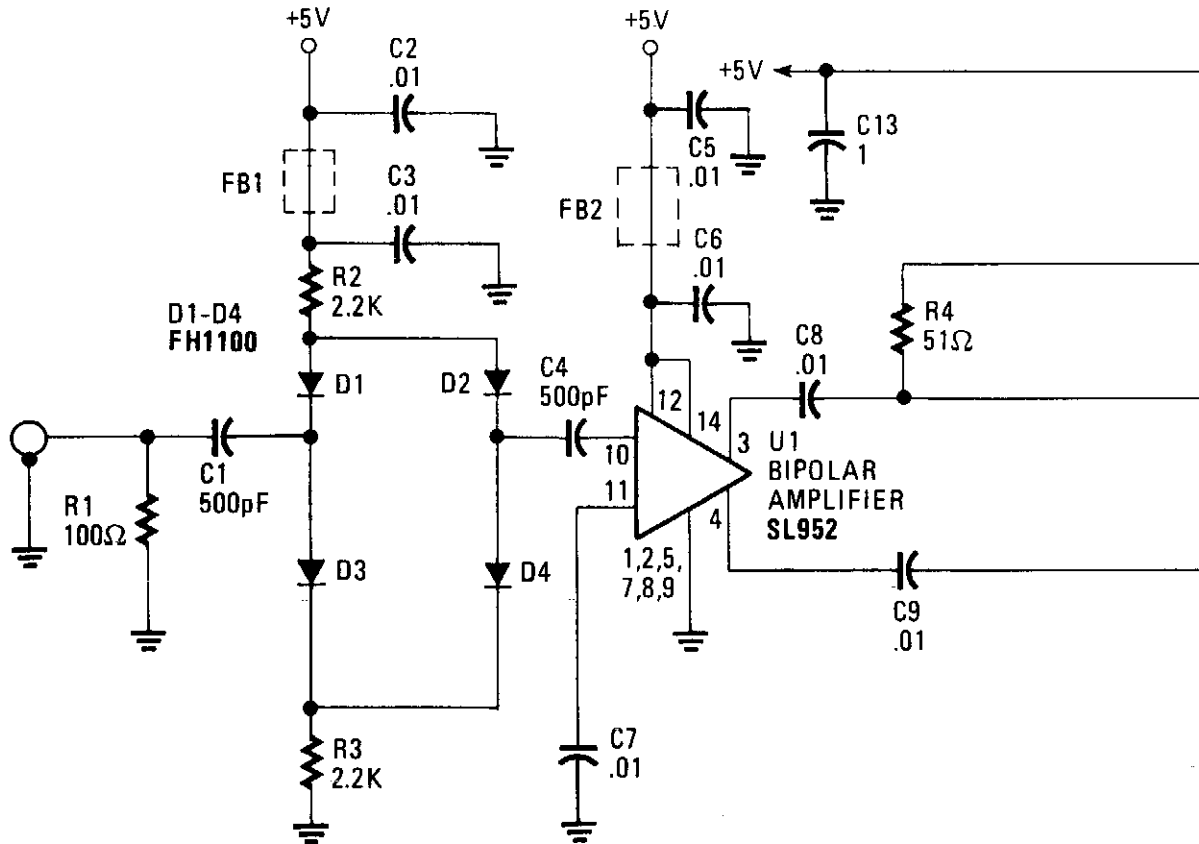 +5V
C2
.01
FB1
C3
.01
R2
2.2K
D1-D4
FH1100
D1
D2
C1
500pF
R1
100Ω
D3
D4
R3
2.2K
C4
500pF
+5V
C5
.01
FB2
C6
.01
12
14
10
11
3
4
1,2,5,
7,8,9
U1
BIPOLAR
AMPLIFIER
SL952
C7
.01
C8
.01
C9
.01
R4
51Ω
+5V
C13
1